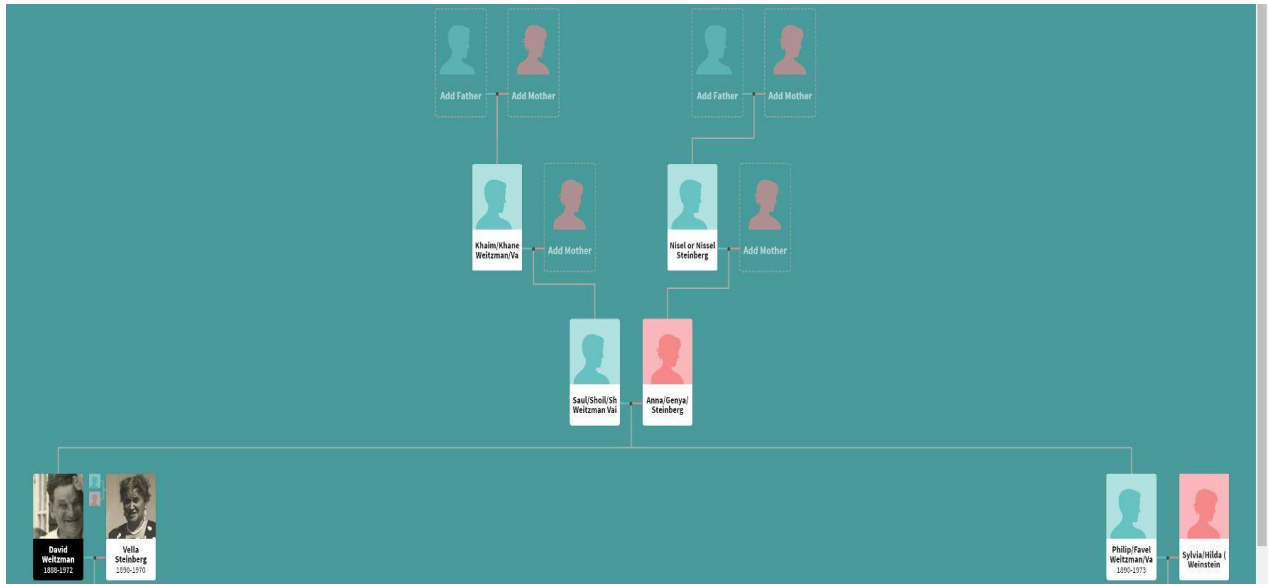 Add Father
Add Mother
Add Father
Add Mother
Khaim/Khane
Weitzman/Va
Add Mother
Nisel or Nissel
Steinberg
Add Mother
Saul/Shoil/Sh
Weitzman Vai
Anna/Genya/
Steinberg
David
Weitzman
1888-1972
Vella
Steinberg
1890-1970
Philip/Favel
Weitzman/Va
1890-1973
Sylvia/Hilda (
Weinstein